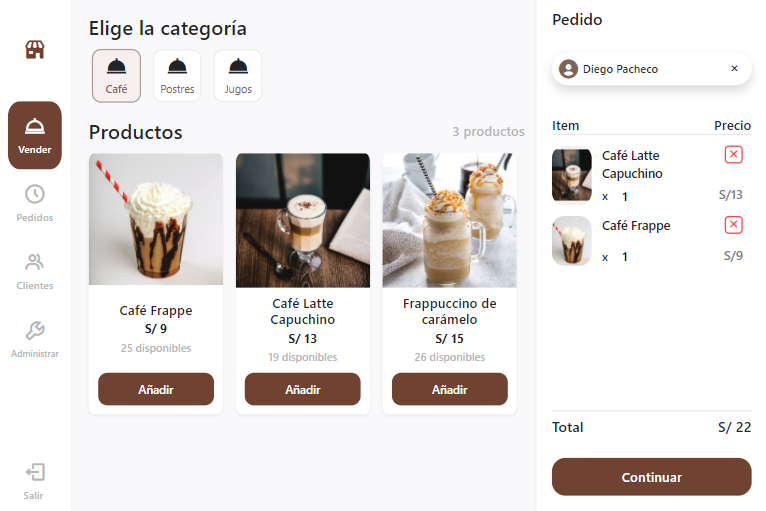 Vender
Pedidos
Clientes
Administrar
Salir
Elige la categoría
Café
Postres
Jugos
Productos
3 productos
Café Frappe
S/ 9
25 disponibles
Añadir
Café Latte
Capuchino
S/ 13
19 disponibles
Añadir
Frappuccino de
carámelo
S/ 15
26 disponibles
Añadir
Pedido
Diego Pacheco ×
Item Precio
Café Latte
Capuchino
x 1 S/13
Café Frappe
x 1 S/9
Total S/ 22
Continuar